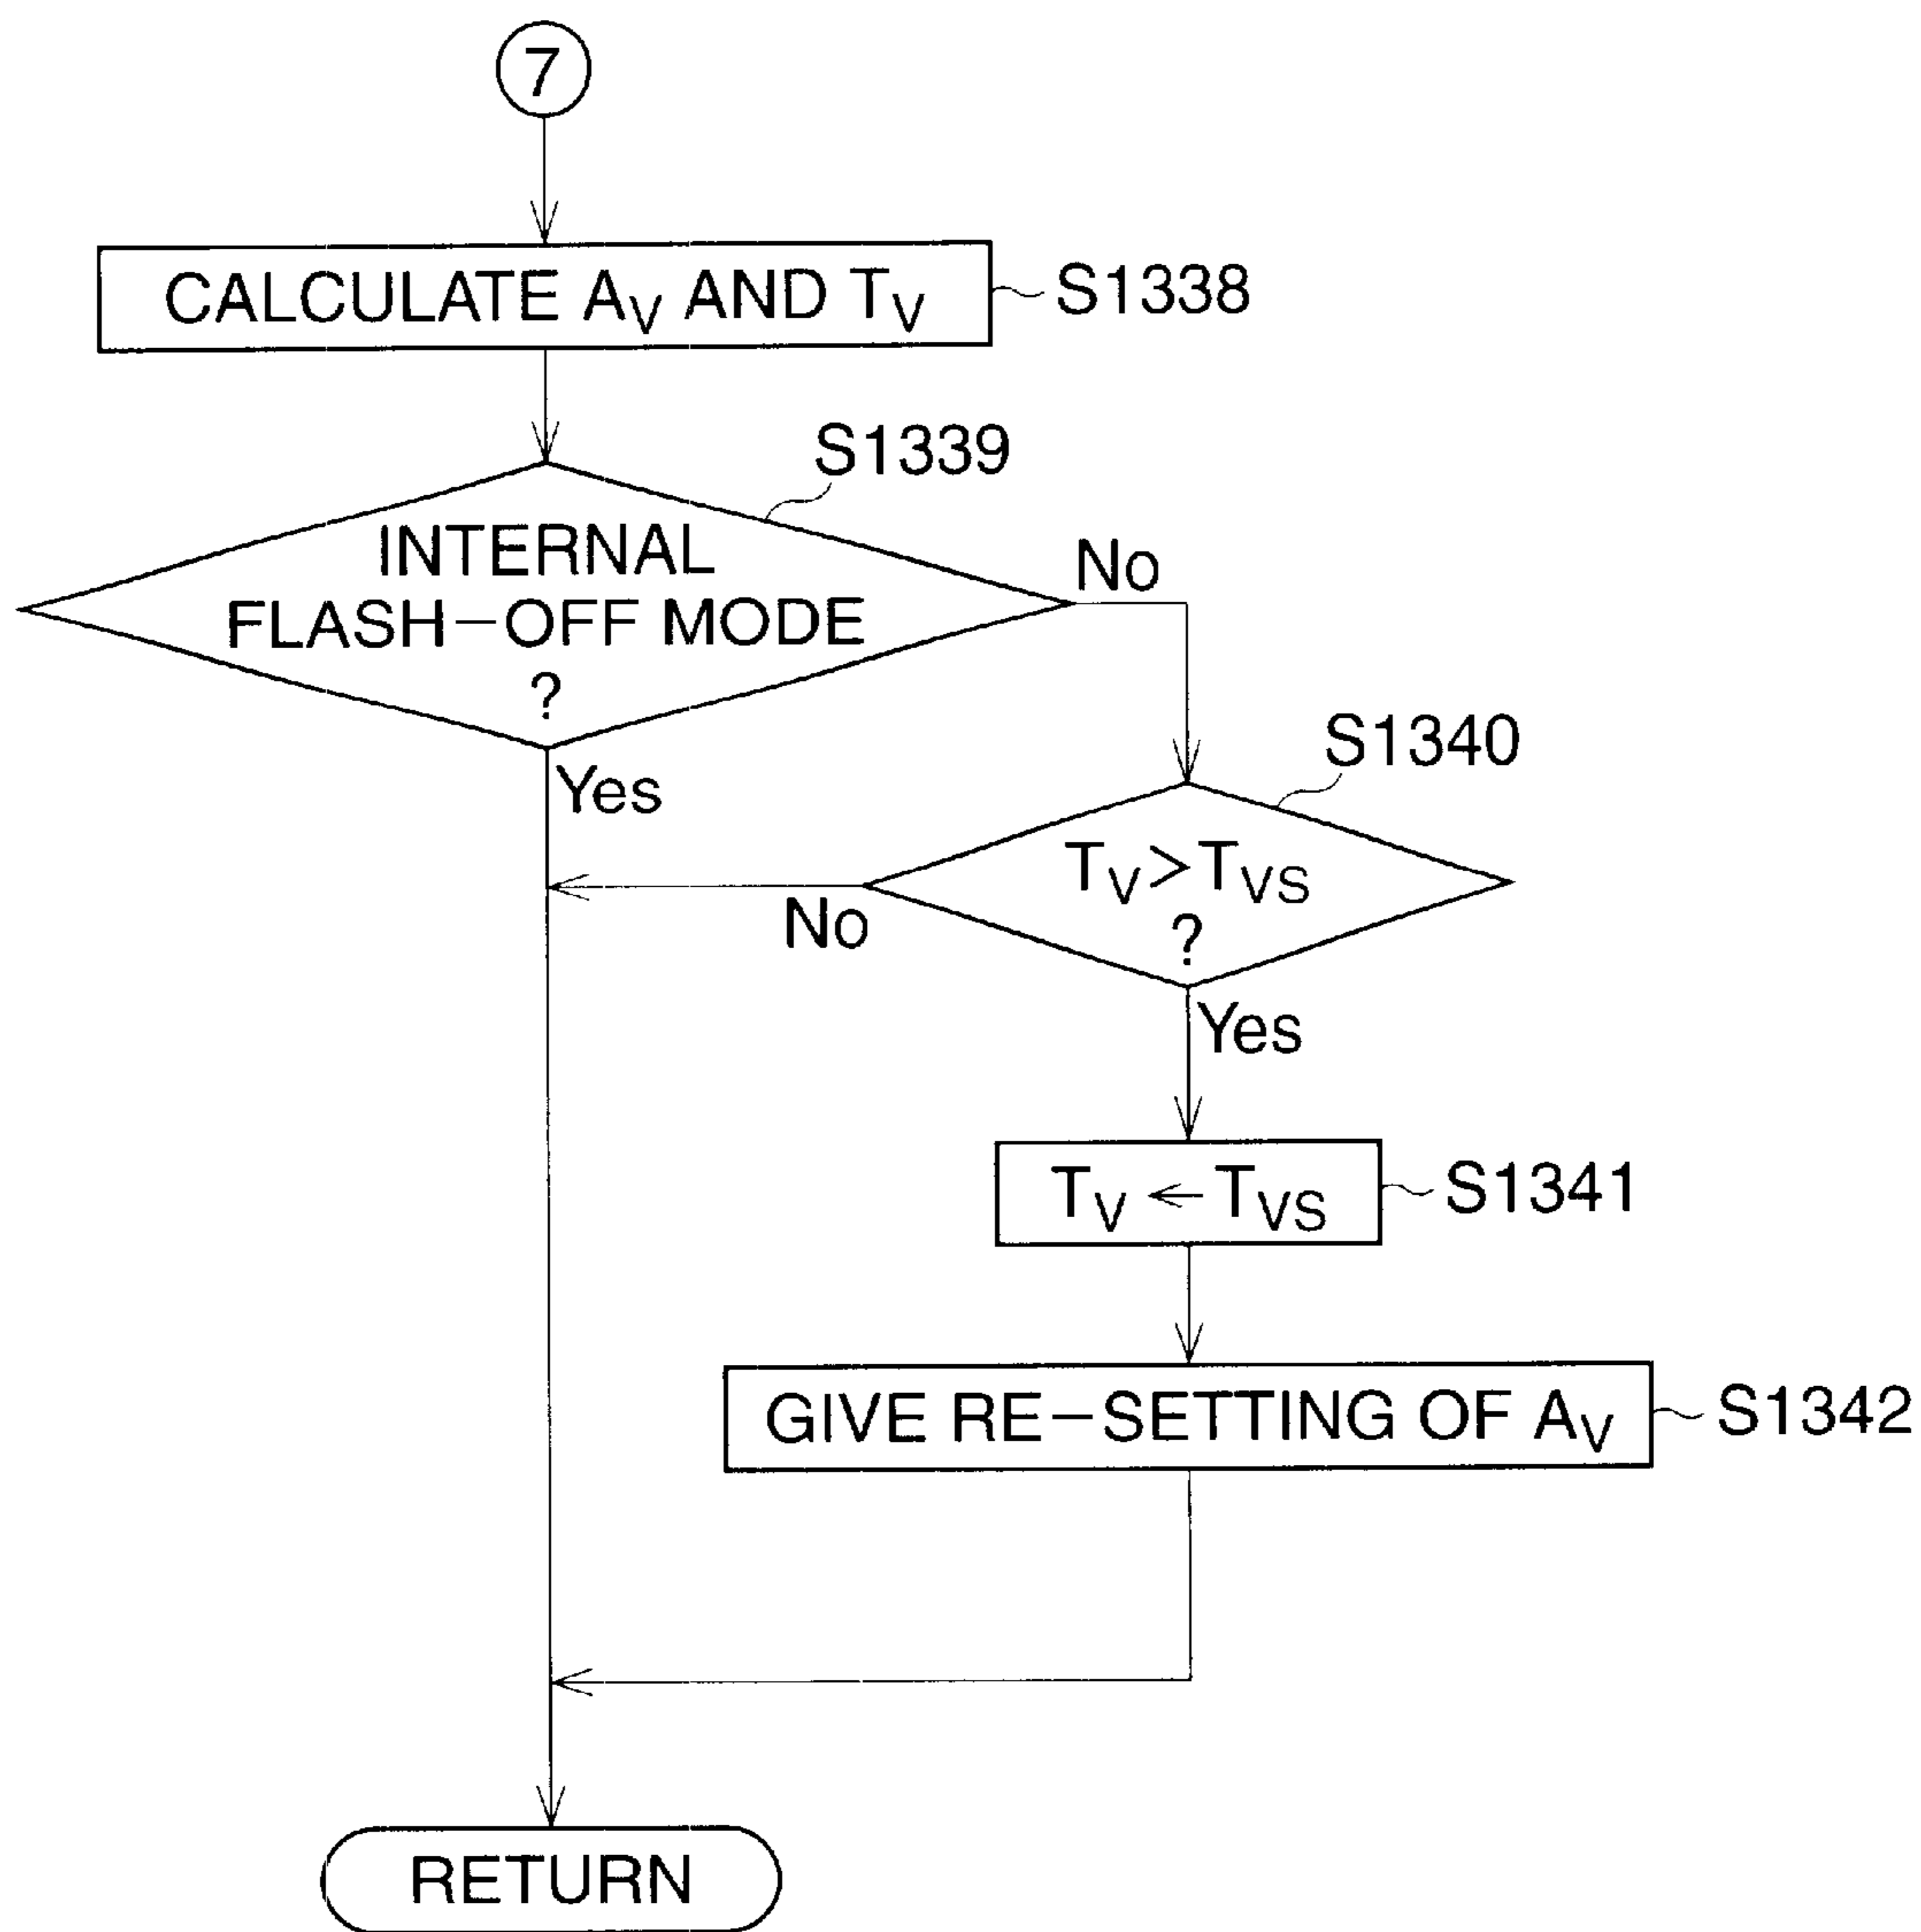 7
CALCULATE AV AND TV
S1338
S1339
INTERNAL
FLASH-OFF MODE
?
No
Yes
S1340
TV>TVS
?
No
Yes
TV ← TVS
S1341
GIVE RE-SETTING OF AV
S1342
RETURN